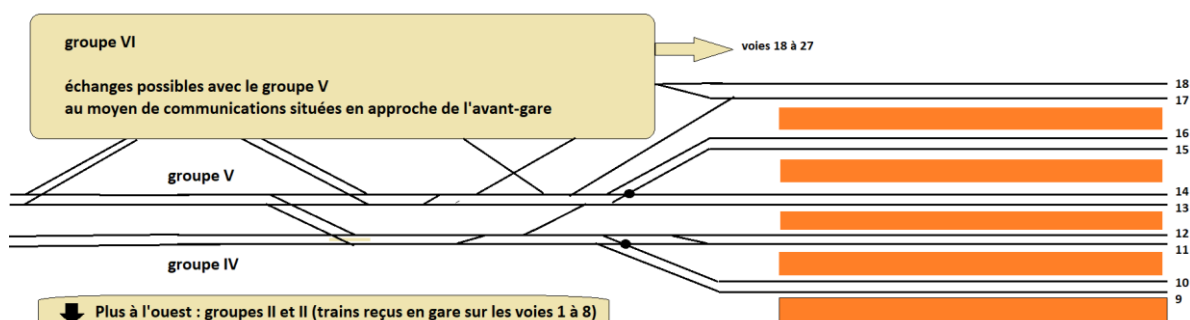 groupe VI
échanges possibles avec le groupe V
au moyen de communications situées en approche de l'avant-gare
voies 18 à 27
18
17
16
15
groupe V
14
13
12
11
groupe IV
10
9
Plus à l'ouest : groupes II et II (trains reçus en gare sur les voies 1 à 8)